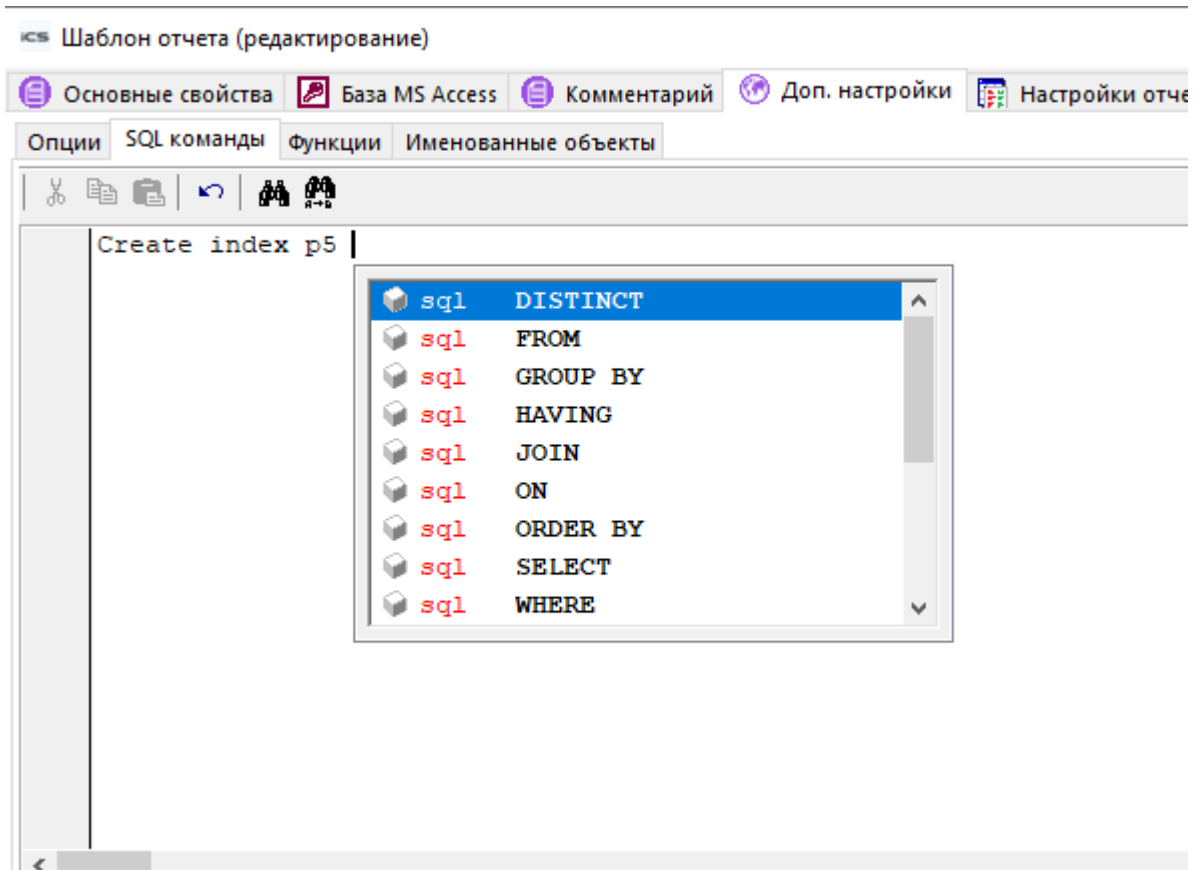 iCS Шаблон отчета (редактирование)
Основные свойства База MS Access Комментарий Доп. настройки Настройки отче
Опции SQL команды Функции Именованные объекты
Create index p5
sql DISTINCT
sql FROM
sql GROUP BY
sql HAVING
sql JOIN
sql ON
sql ORDER BY
sql SELECT
sql WHERE